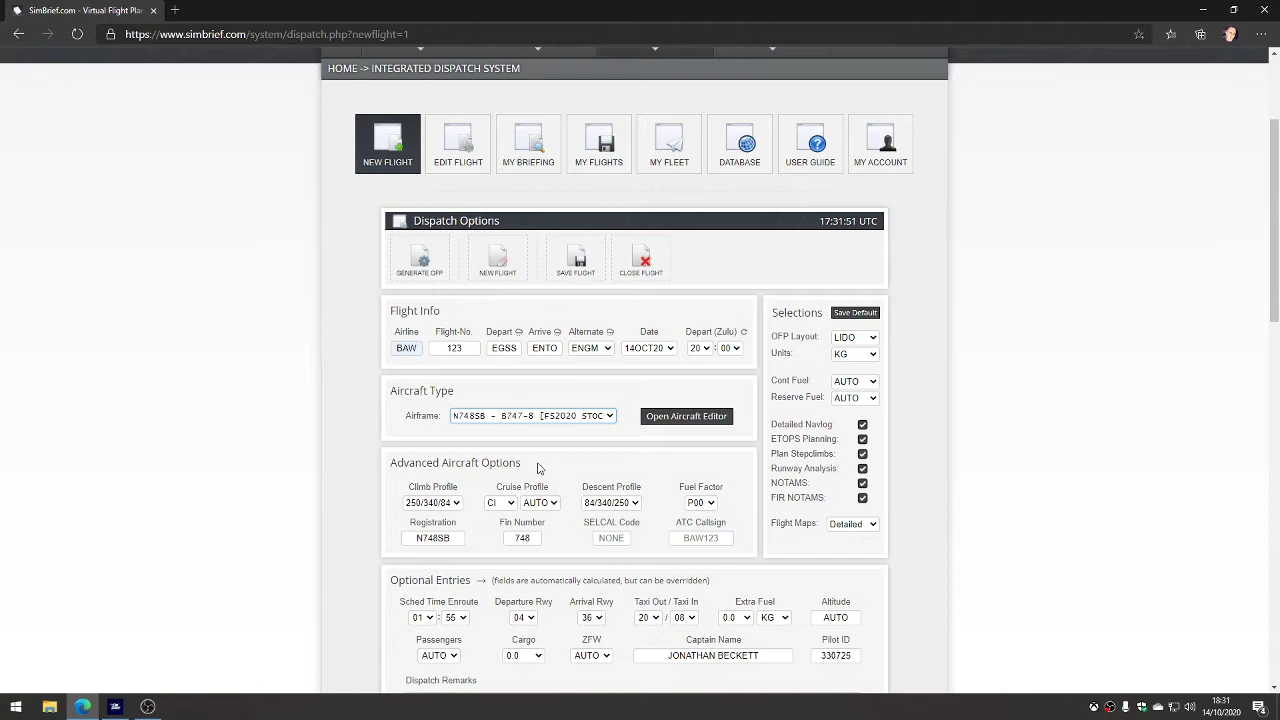 SimBrief.com - Virtual Flight Plan
https://www.simbrief.com/system/dispatch.php?newflight=1
HOME -> INTEGRATED DISPATCH SYSTEM
NEW FLIGHT EDIT FLIGHT MY BRIEFING MY FLIGHTS MY FLEET DATABASE USER GUIDE MY ACCOUNT
Dispatch Options 17:31:51 UTC
GENERATE OFP NEW FLIGHT SAVE FLIGHT CLOSE FLIGHT
Flight Info
Airline Flight-No. Depart Arrive Alternate Date Depart (Zulu)
BAW 123 EGSS ENTO ENGM 14OCT20 20 : 00
Selections Save Default
OFP Layout: LIDO
Units: KG
Cont Fuel: AUTO
Reserve Fuel: AUTO
Detailed Navlog:
ETOPS Planning:
Plan Stepclimbs:
Runway Analysis:
NOTAMS:
FIR NOTAMS:
Flight Maps: Detailed
Aircraft Type
Airframe: N748SB - B747-8 [FS2020 STOC Open Aircraft Editor
Advanced Aircraft Options
Climb Profile Cruise Profile Descent Profile Fuel Factor
250/340/84 CI AUTO 84/340/250 P00
Registration Fin Number SELCAL Code ATC Callsign
N748SB 748 NONE BAW123
Optional Entries → (fields are automatically calculated, but can be overridden)
Sched Time Enroute Departure Rwy Arrival Rwy Taxi Out / Taxi In Extra Fuel Altitude
01 : 55 04 36 20 / 08 0.0 KG AUTO
Passengers Cargo ZFW Captain Name Pilot ID
AUTO 0.0 AUTO JONATHAN BECKETT 330725
Dispatch Remarks
18:31
14/10/2020